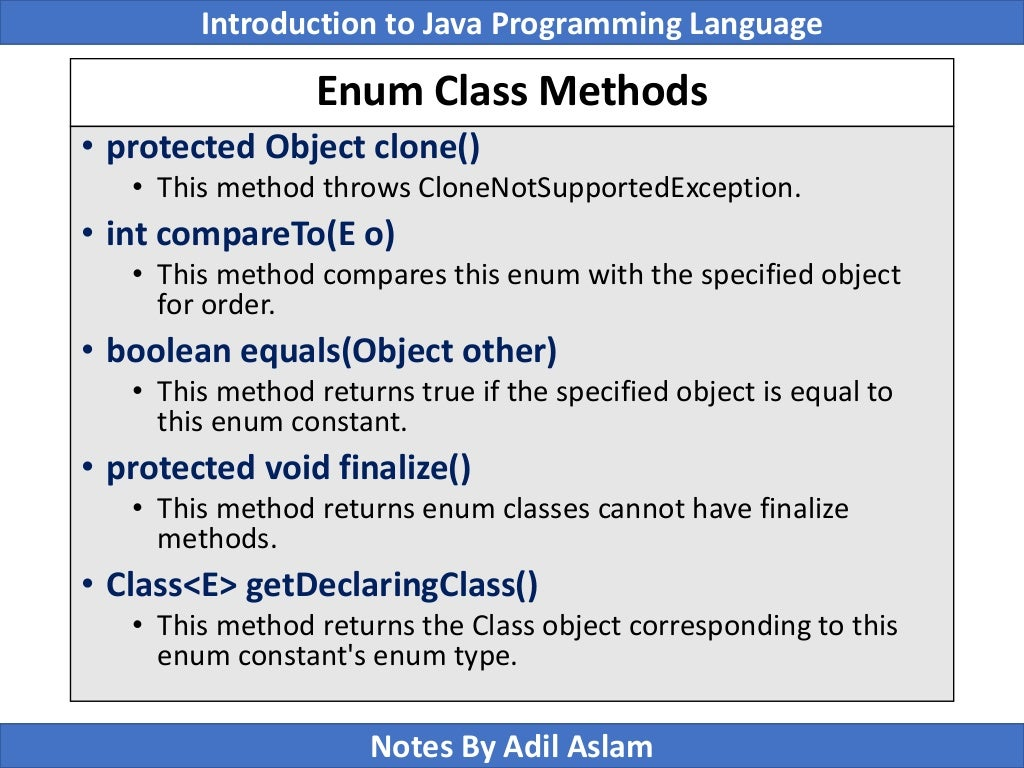 Introduction to Java Programming Language
Enum Class Methods
• protected Object clone()
• This method throws CloneNotSupportedException.
• int compareTo(E o)
• This method compares this enum with the specified object
for order.
• boolean equals(Object other)
• This method returns true if the specified object is equal to
this enum constant.
• protected void finalize()
• This method returns enum classes cannot have finalize
methods.
• Class<E> getDeclaringClass()
• This method returns the Class object corresponding to this
enum constant's enum type.
Notes By Adil Aslam